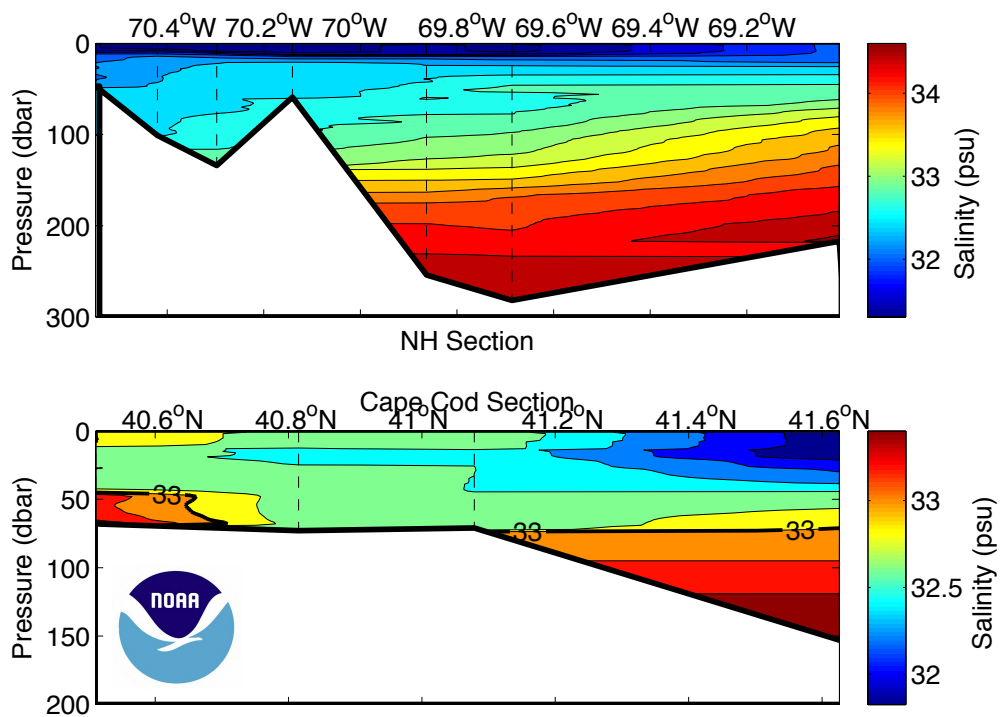 70.4°W 70.2°W 70°W 69.8°W 69.6°W 69.4°W 69.2°W
0
100
200
300
Pressure (dbar)
34
33
32
Salinity (psu)
NH Section
Cape Cod Section
40.6°N 40.8°N 41°N 41.2°N 41.4°N 41.6°N
0
50
100
150
200
Pressure (dbar)
33
33
33
NOAA
33
32.5
32
Salinity (psu)